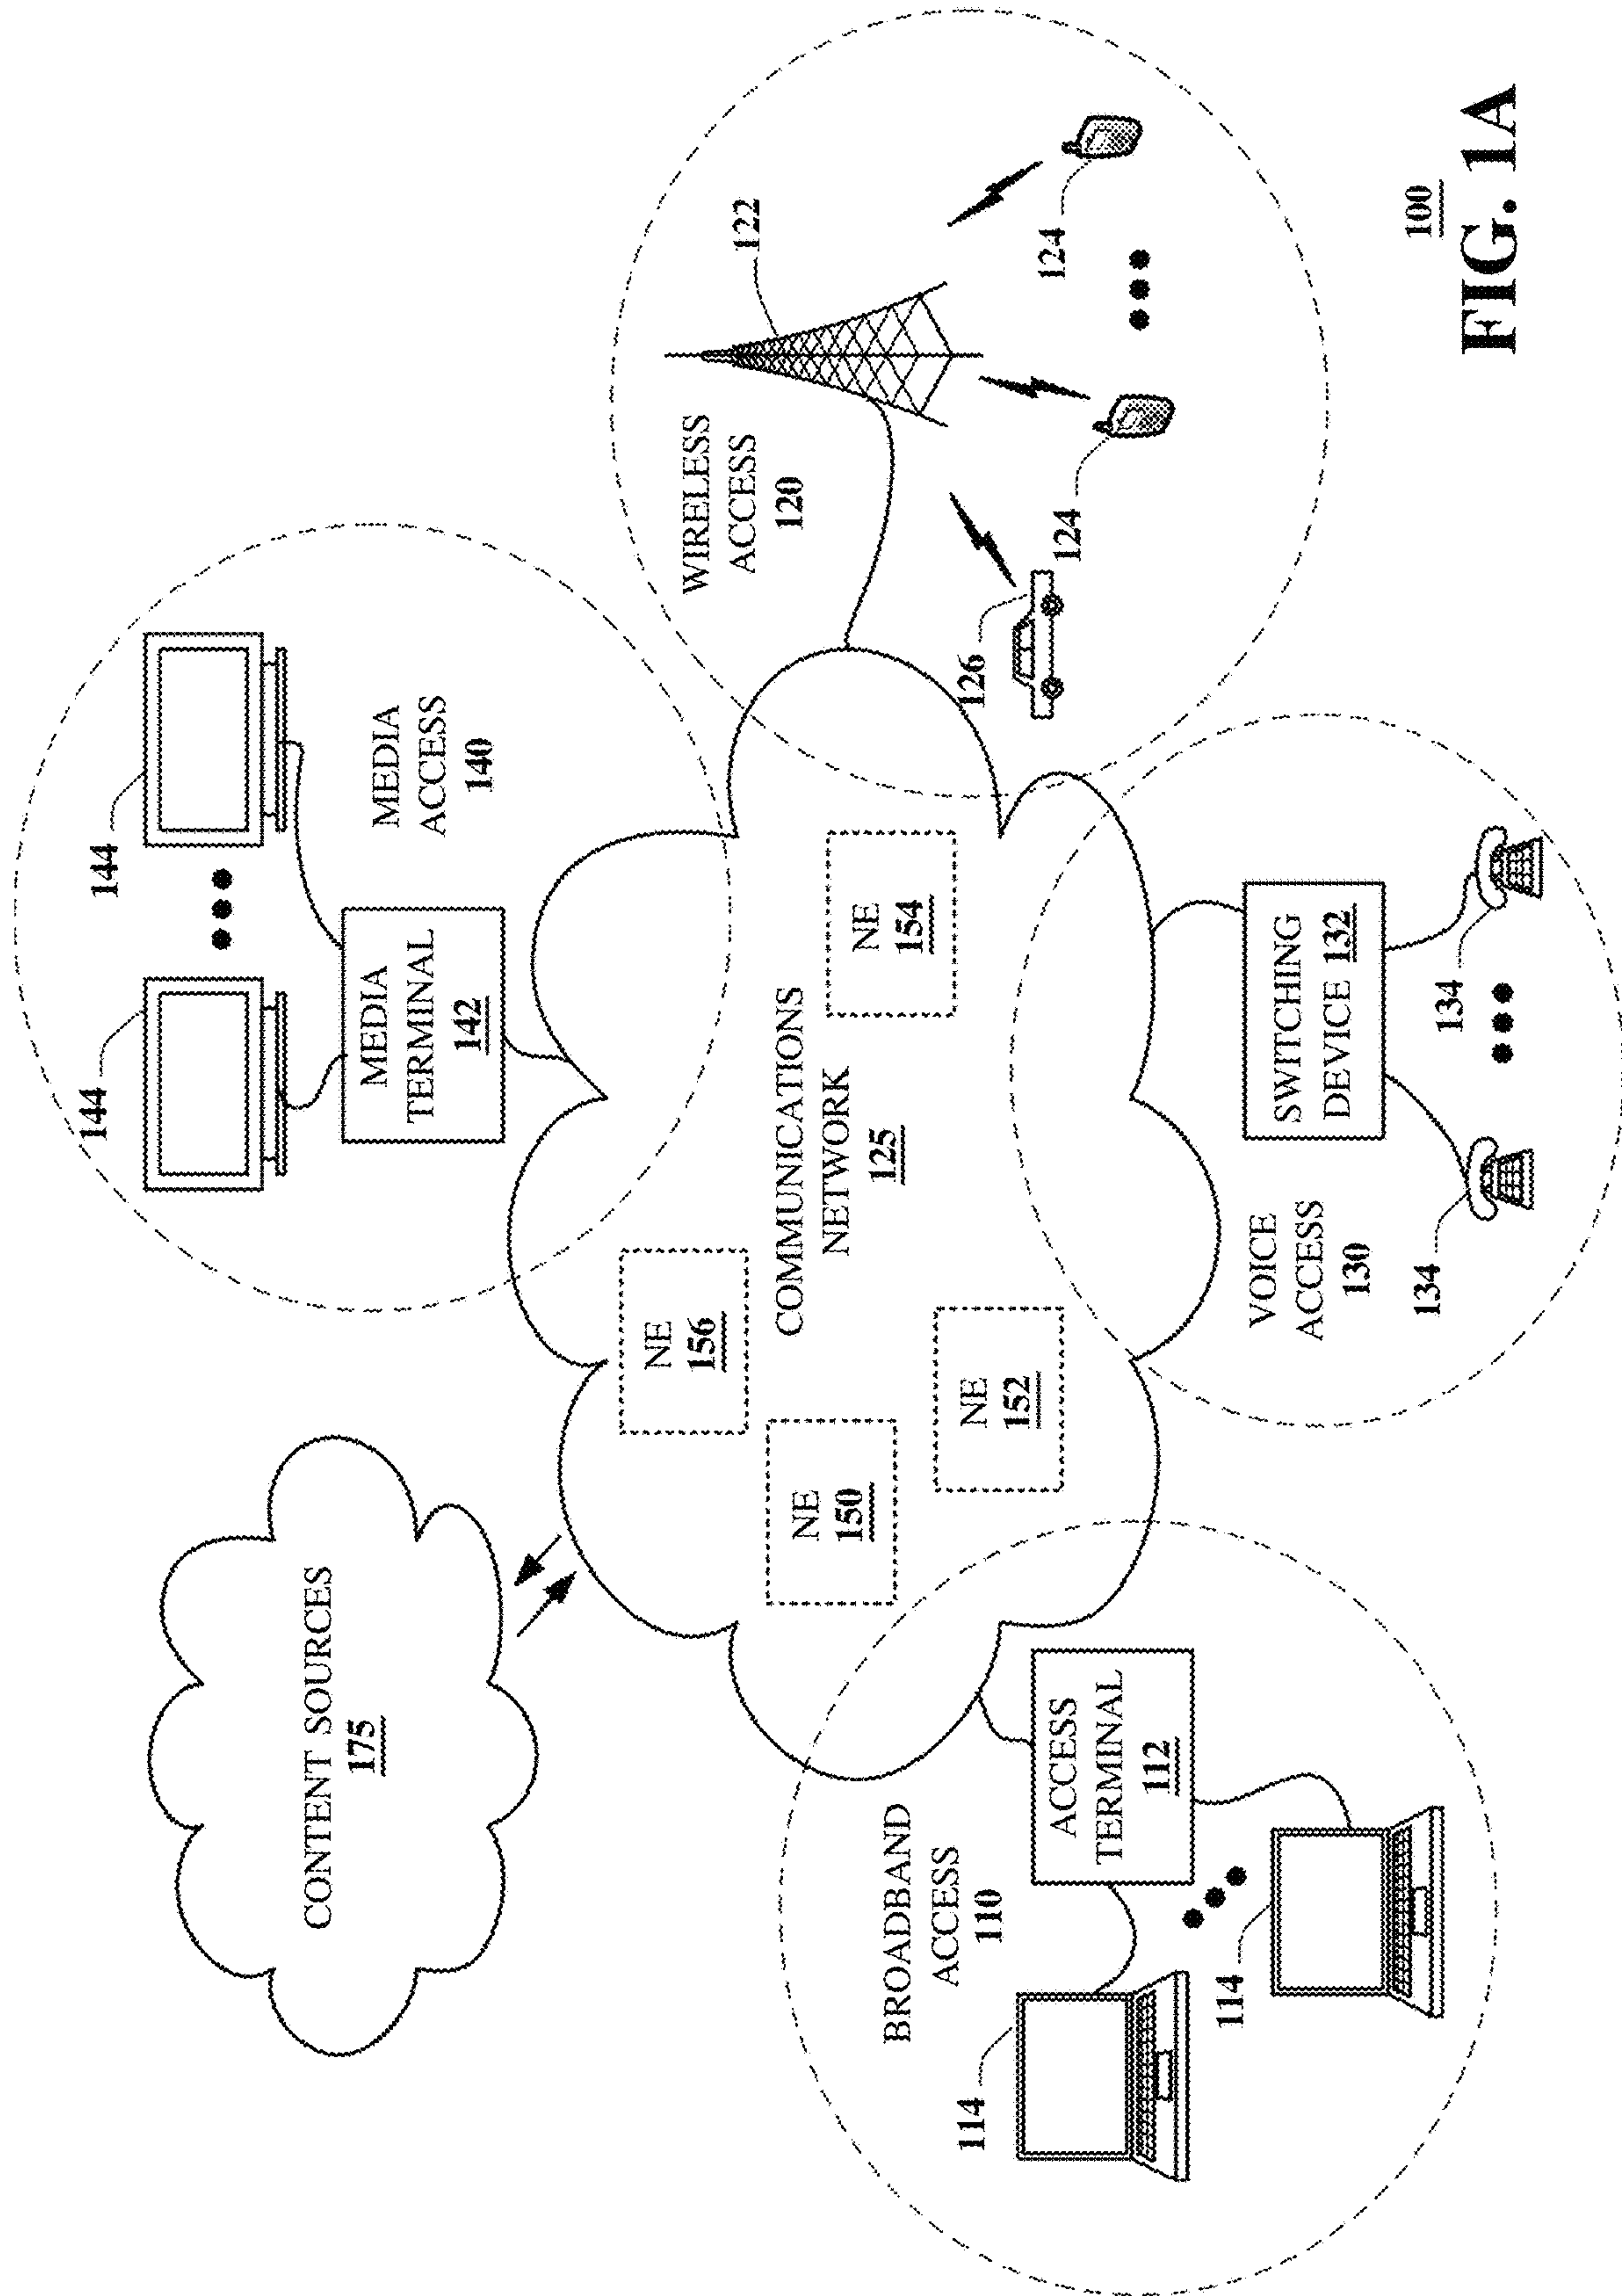 CONTENT SOURCES
175
144
144
MEDIA
TERMINAL
142
MEDIA
ACCESS
140
NE
156
NE
150
NE
152
COMMUNICATIONS
NETWORK
125
NE
154
WIRELESS
ACCESS
120
122
126
124
124
BROADBAND
ACCESS
110
ACCESS
TERMINAL
112
114
114
VOICE
ACCESS
130
SWITCHING
DEVICE 132
134
134
100
FIG. 1A